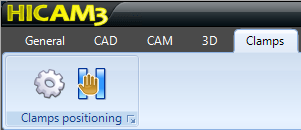 HICAM3
General CAD CAM 3D Clamps
Clamps positioning